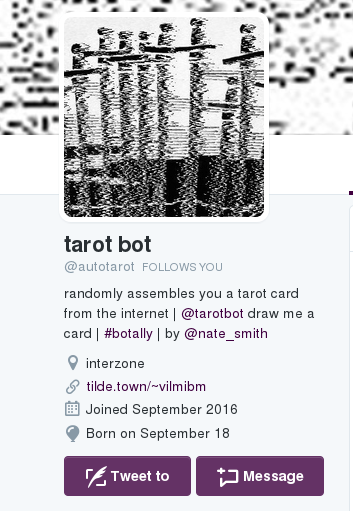 tarot bot
@autotarot FOLLOWS YOU
randomly assembles you a tarot card
from the internet | @tarotbot draw me a
card | #botally | by @nate_smith
interzone
tilde.town/~vilmibm
Joined September 2016
Born on September 18
Tweet to Message